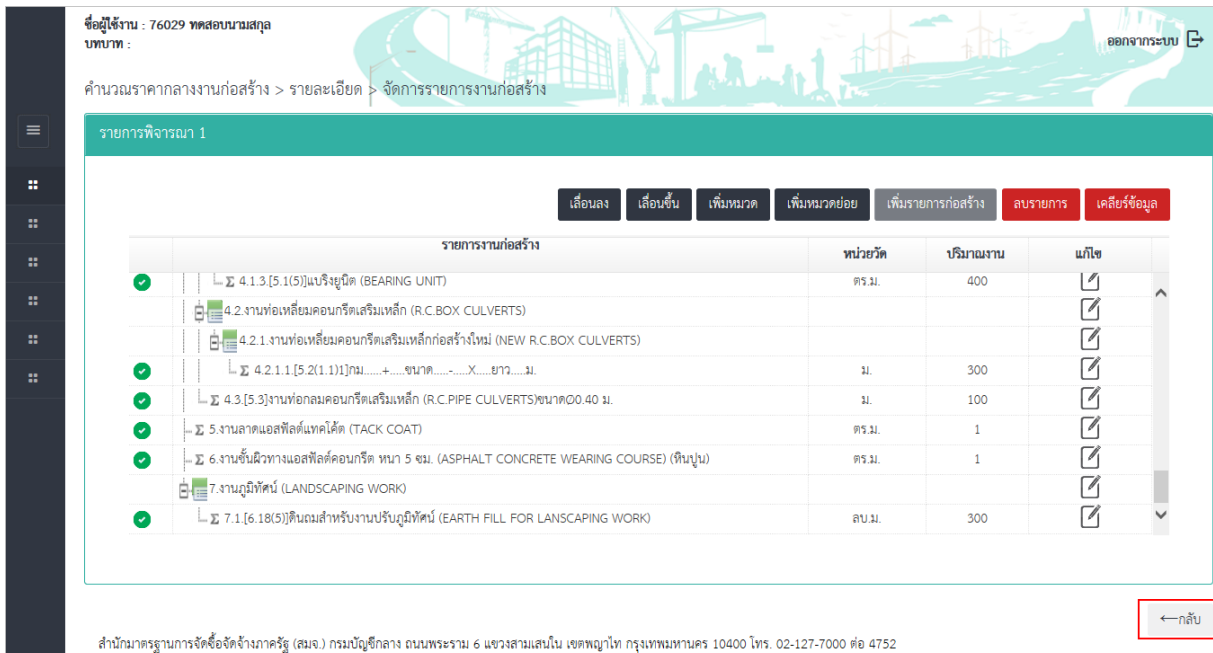 ชื่อผู้ใช้งาน : 76029 ทดสอบนามสกุล
บทบาท :
ออกจากระบบ
คำนวณราคากลางงานก่อสร้าง > รายละเอียด > จัดการรายการงานก่อสร้าง
รายการพิจารณา 1
เลื่อนลง เลื่อนขึ้น เพิ่มหมวด เพิ่มหมวดย่อย เพิ่มรายการก่อสร้าง ลบรายการ เคลียร์ข้อมูล
รายการงานก่อสร้าง หน่วยวัด ปริมาณงาน แก้ไข
Σ 4.1.3.[5.1(5)]แบริงยูนิต (BEARING UNIT) ตร.ม. 400
4.2.งานท่อเหลี่ยมคอนกรีตเสริมเหล็ก (R.C.BOX CULVERTS)
4.2.1.งานท่อเหลี่ยมคอนกรีตเสริมเหล็กก่อสร้างใหม่ (NEW R.C.BOX CULVERTS)
Σ 4.2.1.1.[5.2(1.1)1]กม......+....ขนาด.....-.....X.....ยาว.....ม. ม. 300
Σ 4.3.[5.3]งานท่อกลมคอนกรีตเสริมเหล็ก (R.C.PIPE CULVERTS)ขนาด∅0.40 ม. ม. 100
Σ 5.งานลาดแอสฟัลต์แทคโค้ต (TACK COAT) ตร.ม. 1
Σ 6.งานชั้นผิวทางแอสฟัลต์คอนกรีต หนา 5 ซม. (ASPHALT CONCRETE WEARING COURSE) (หินปูน) ตร.ม. 1
7.งานภูมิทัศน์ (LANDSCAPING WORK)
Σ 7.1.[6.18(5)]ดินถมสำหรับงานปรับภูมิทัศน์ (EARTH FILL FOR LANSCAPING WORK) ลบ.ม. 300
←กลับ
สำนักมาตรฐานการจัดซื้อจัดจ้างภาครัฐ (สมจ.) กรมบัญชีกลาง ถนนพระราม 6 แขวงสามเสนใน เขตพญาไท กรุงเทพมหานคร 10400 โทร. 02-127-7000 ต่อ 4752